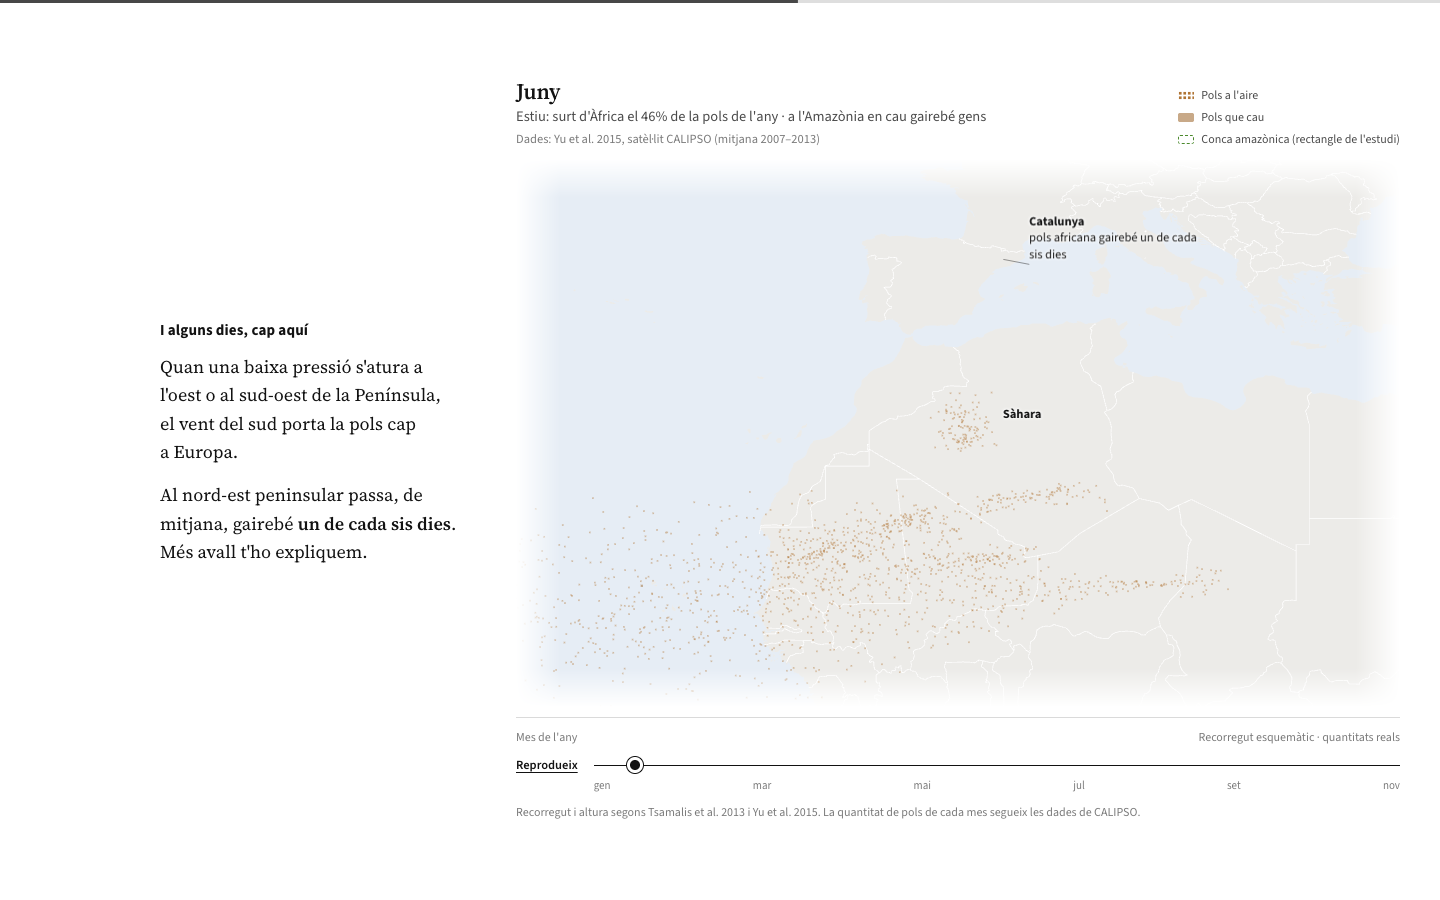 Juny
Estiu: surt d'Àfrica el 46% de la pols de l'any · a l'Amazònia en cau gairebé gens
Dades: Yu et al. 2015, satèl·lit CALIPSO (mitjana 2007–2013)
Pols a l'aire
Pols que cau
Conca amazònica (rectangle de l'estudi)
I alguns dies, cap aquí
Quan una baixa pressió s'atura a
l'oest o al sud-oest de la Península,
el vent del sud porta la pols cap
a Europa.
Al nord-est peninsular passa, de
mitjana, gairebé un de cada sis dies.
Més avall t'ho expliquem.
Catalunya
pols africana gairebé un de cada
sis dies
Sàhara
Mes de l'any
Recorregut esquemàtic · quantitats reals
Reprodueix
gen mar mai jul set nov
Recorregut i altura segons Tsamalis et al. 2013 i Yu et al. 2015. La quantitat de pols de cada mes segueix les dades de CALIPSO.